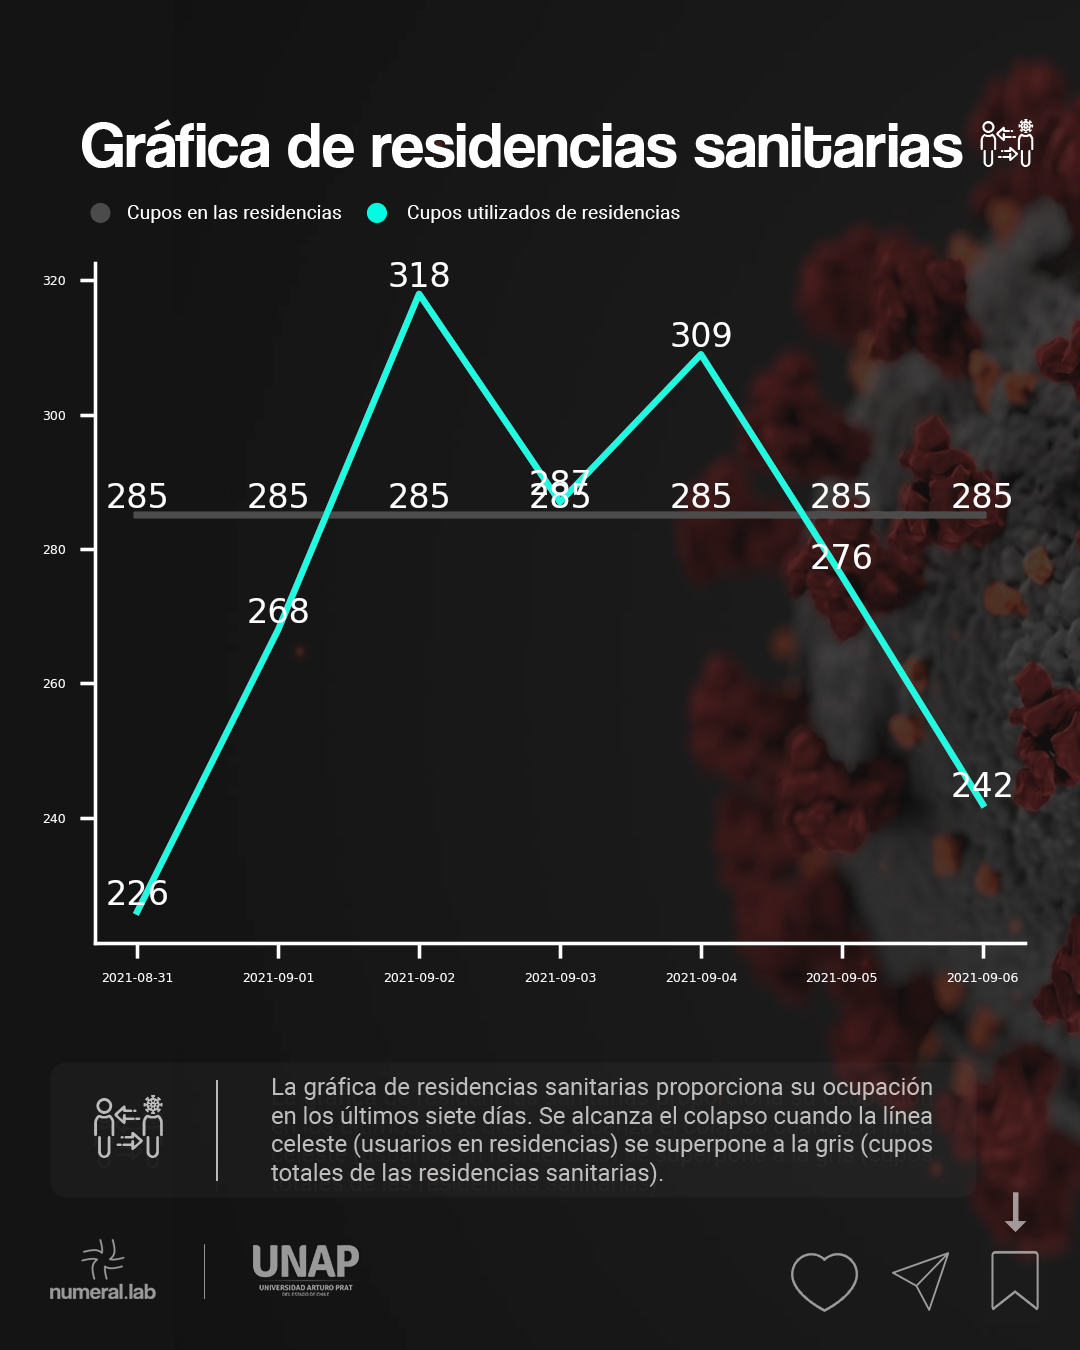 Gráfica de residencias sanitarias
Cupos en las residencias
Cupos utilizados de residencias
320
300
280
260
240
318
309
287
285
285
285
285
285
285
285
276
268
242
226
2021-08-31
2021-09-01
2021-09-02
2021-09-03
2021-09-04
2021-09-05
2021-09-06
La gráfica de residencias sanitarias proporciona su ocupación
en los últimos siete días. Se alcanza el colapso cuando la línea
celeste (usuarios en residencias) se superpone a la gris (cupos
totales de las residencias sanitarias).
numeral.lab
UNAP
UNIVERSIDAD ARTURO PRAT
DEL ESTADO DE CHILE